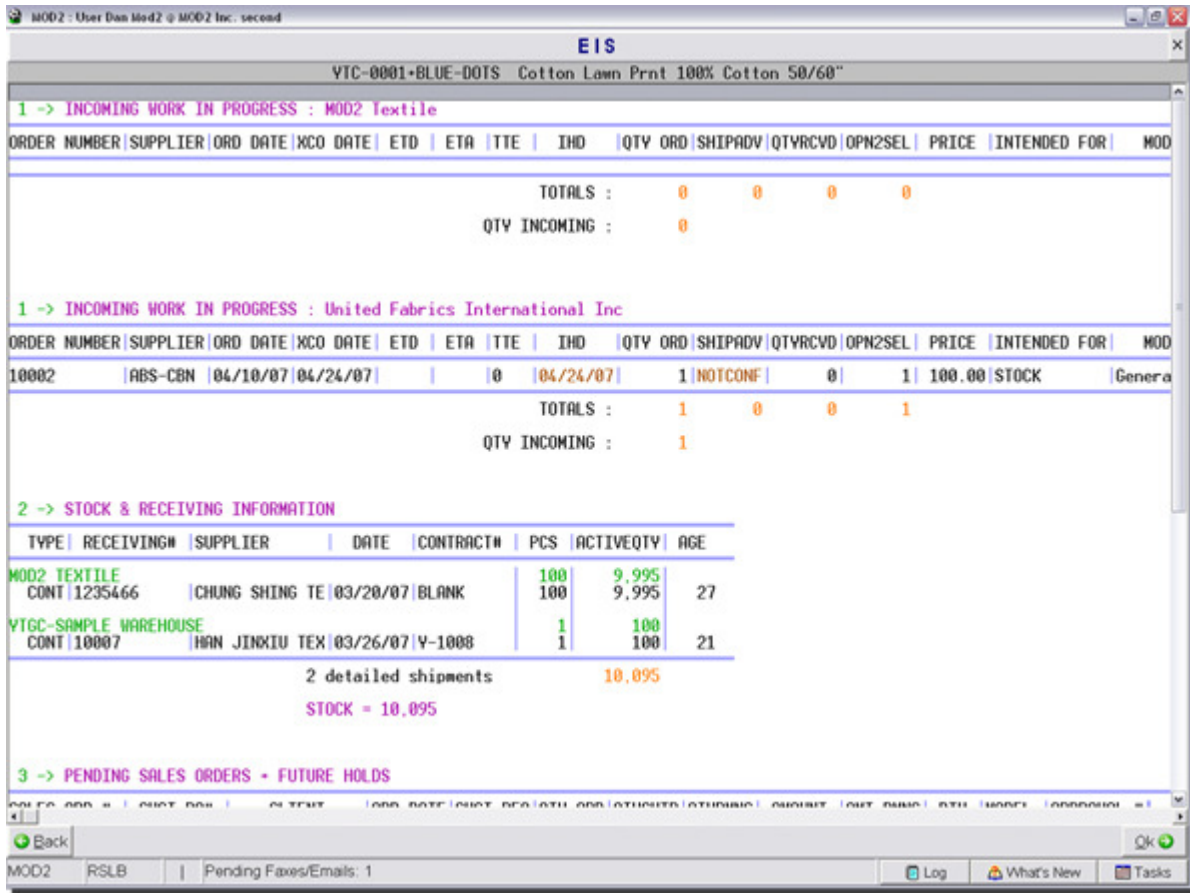 MOD2 : User Dan Mod2 @ MOD2 Inc. second
EIS
YTC-0001•BLUE-DOTS Cotton Lawn Prnt 100% Cotton 50/60"
1 -> INCOMING WORK IN PROGRESS : MOD2 Textile
ORDER NUMBER|SUPPLIER|ORD DATE|XCO DATE| ETD | ETA |TTE | IHD |QTY ORD|SHIPADV|QTYRCVD|OPN2SEL| PRICE |INTENDED FOR| MOD
TOTALS : 0 0 0 0
QTY INCOMING : 0
1 -> INCOMING WORK IN PROGRESS : United Fabrics International Inc
ORDER NUMBER|SUPPLIER|ORD DATE|XCO DATE| ETD | ETA |TTE | IHD |QTY ORD|SHIPADV|QTYRCVD|OPN2SEL| PRICE |INTENDED FOR| MOD
10002 |ABS-CBN |04/10/07|04/24/07| | |0 |04/24/07| 1|NOTCONF| 0| 1| 100.00|STOCK |Genera
TOTALS : 1 0 0 1
QTY INCOMING : 1
2 -> STOCK & RECEIVING INFORMATION
TYPE| RECEIVING# |SUPPLIER | DATE |CONTRACT# | PCS |ACTIVEQTY| AGE
MOD2 TEXTILE | 100| 9,995|
CONT|1235466 |CHUNG SHING TE|03/20/07|BLANK | 100| 9,995| 27
YTGC-SAMPLE WAREHOUSE | 1| 100|
CONT|10007 |HAN JINXIU TEX|03/26/07|Y-1008 | 1| 100| 21
2 detailed shipments 10,095
STOCK = 10,095
3 -> PENDING SALES ORDERS • FUTURE HOLDS
Back
Ok
MOD2 RSLB | Pending Faxes/Emails: 1 Log What's New Tasks